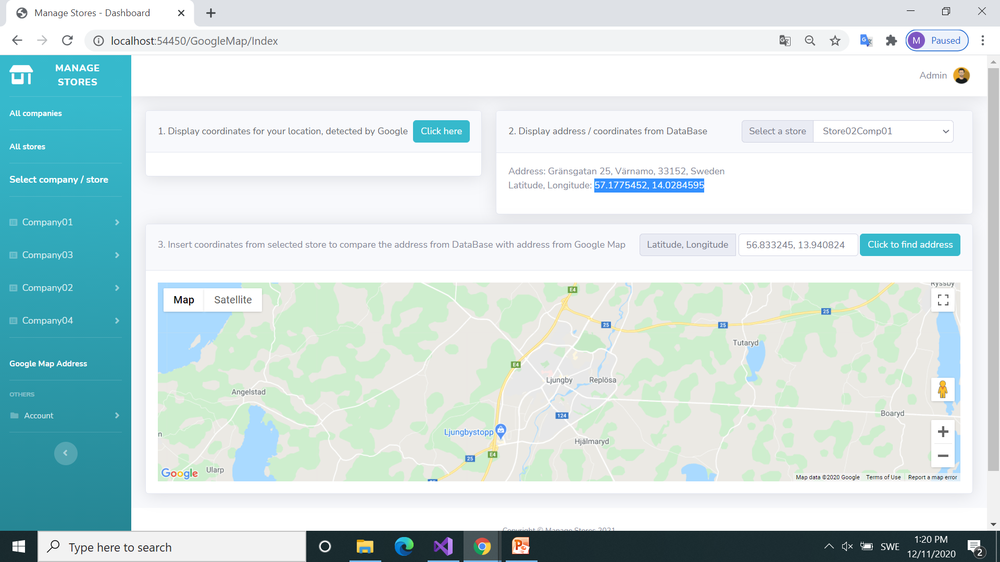 Manage Stores - Dashboard
localhost:54450/GoogleMap/Index
M Paused
MANAGE
STORES
All companies
All stores
Select company / store
Company01
Company03
Company02
Company04
Google Map Address
OTHERS
Account
Admin
1. Display coordinates for your location, detected by Google
Click here
2. Display address / coordinates from DataBase
Select a store
Store02Comp01
Address: Gränsgatan 25, Värnamo, 33152, Sweden
Latitude, Longitude: 57.1775452, 14.0284595
3. Insert coordinates from selected store to compare the address from DataBase with address from Google Map
Latitude, Longitude
56.833245, 13.940824
Click to find address
Map
Satellite
Ryssby
E4
25
25
25
Tutaryd
E4
Ljungby
Replösa
Angelstad
124
Boaryd
n
Ljungbystopp
Hjälmaryd
25
E4
Ularp
Google
Map data ©2020 Google
Terms of Use
Report a map error
Copyright © Manage Stores 2021
Type here to search
SWE
1:20 PM
12/11/2020
2